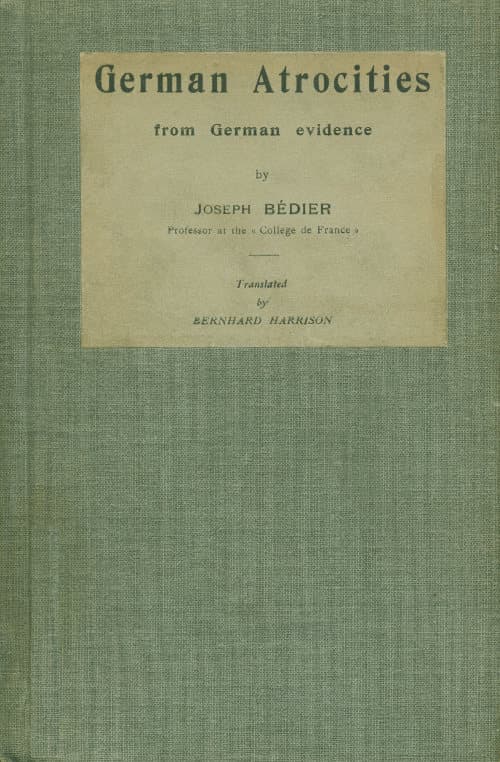 German Atrocities
from German evidence
by
JOSEPH BÉDIER
Professor at the « College de France »
Translated
by
BERNHARD HARRISON